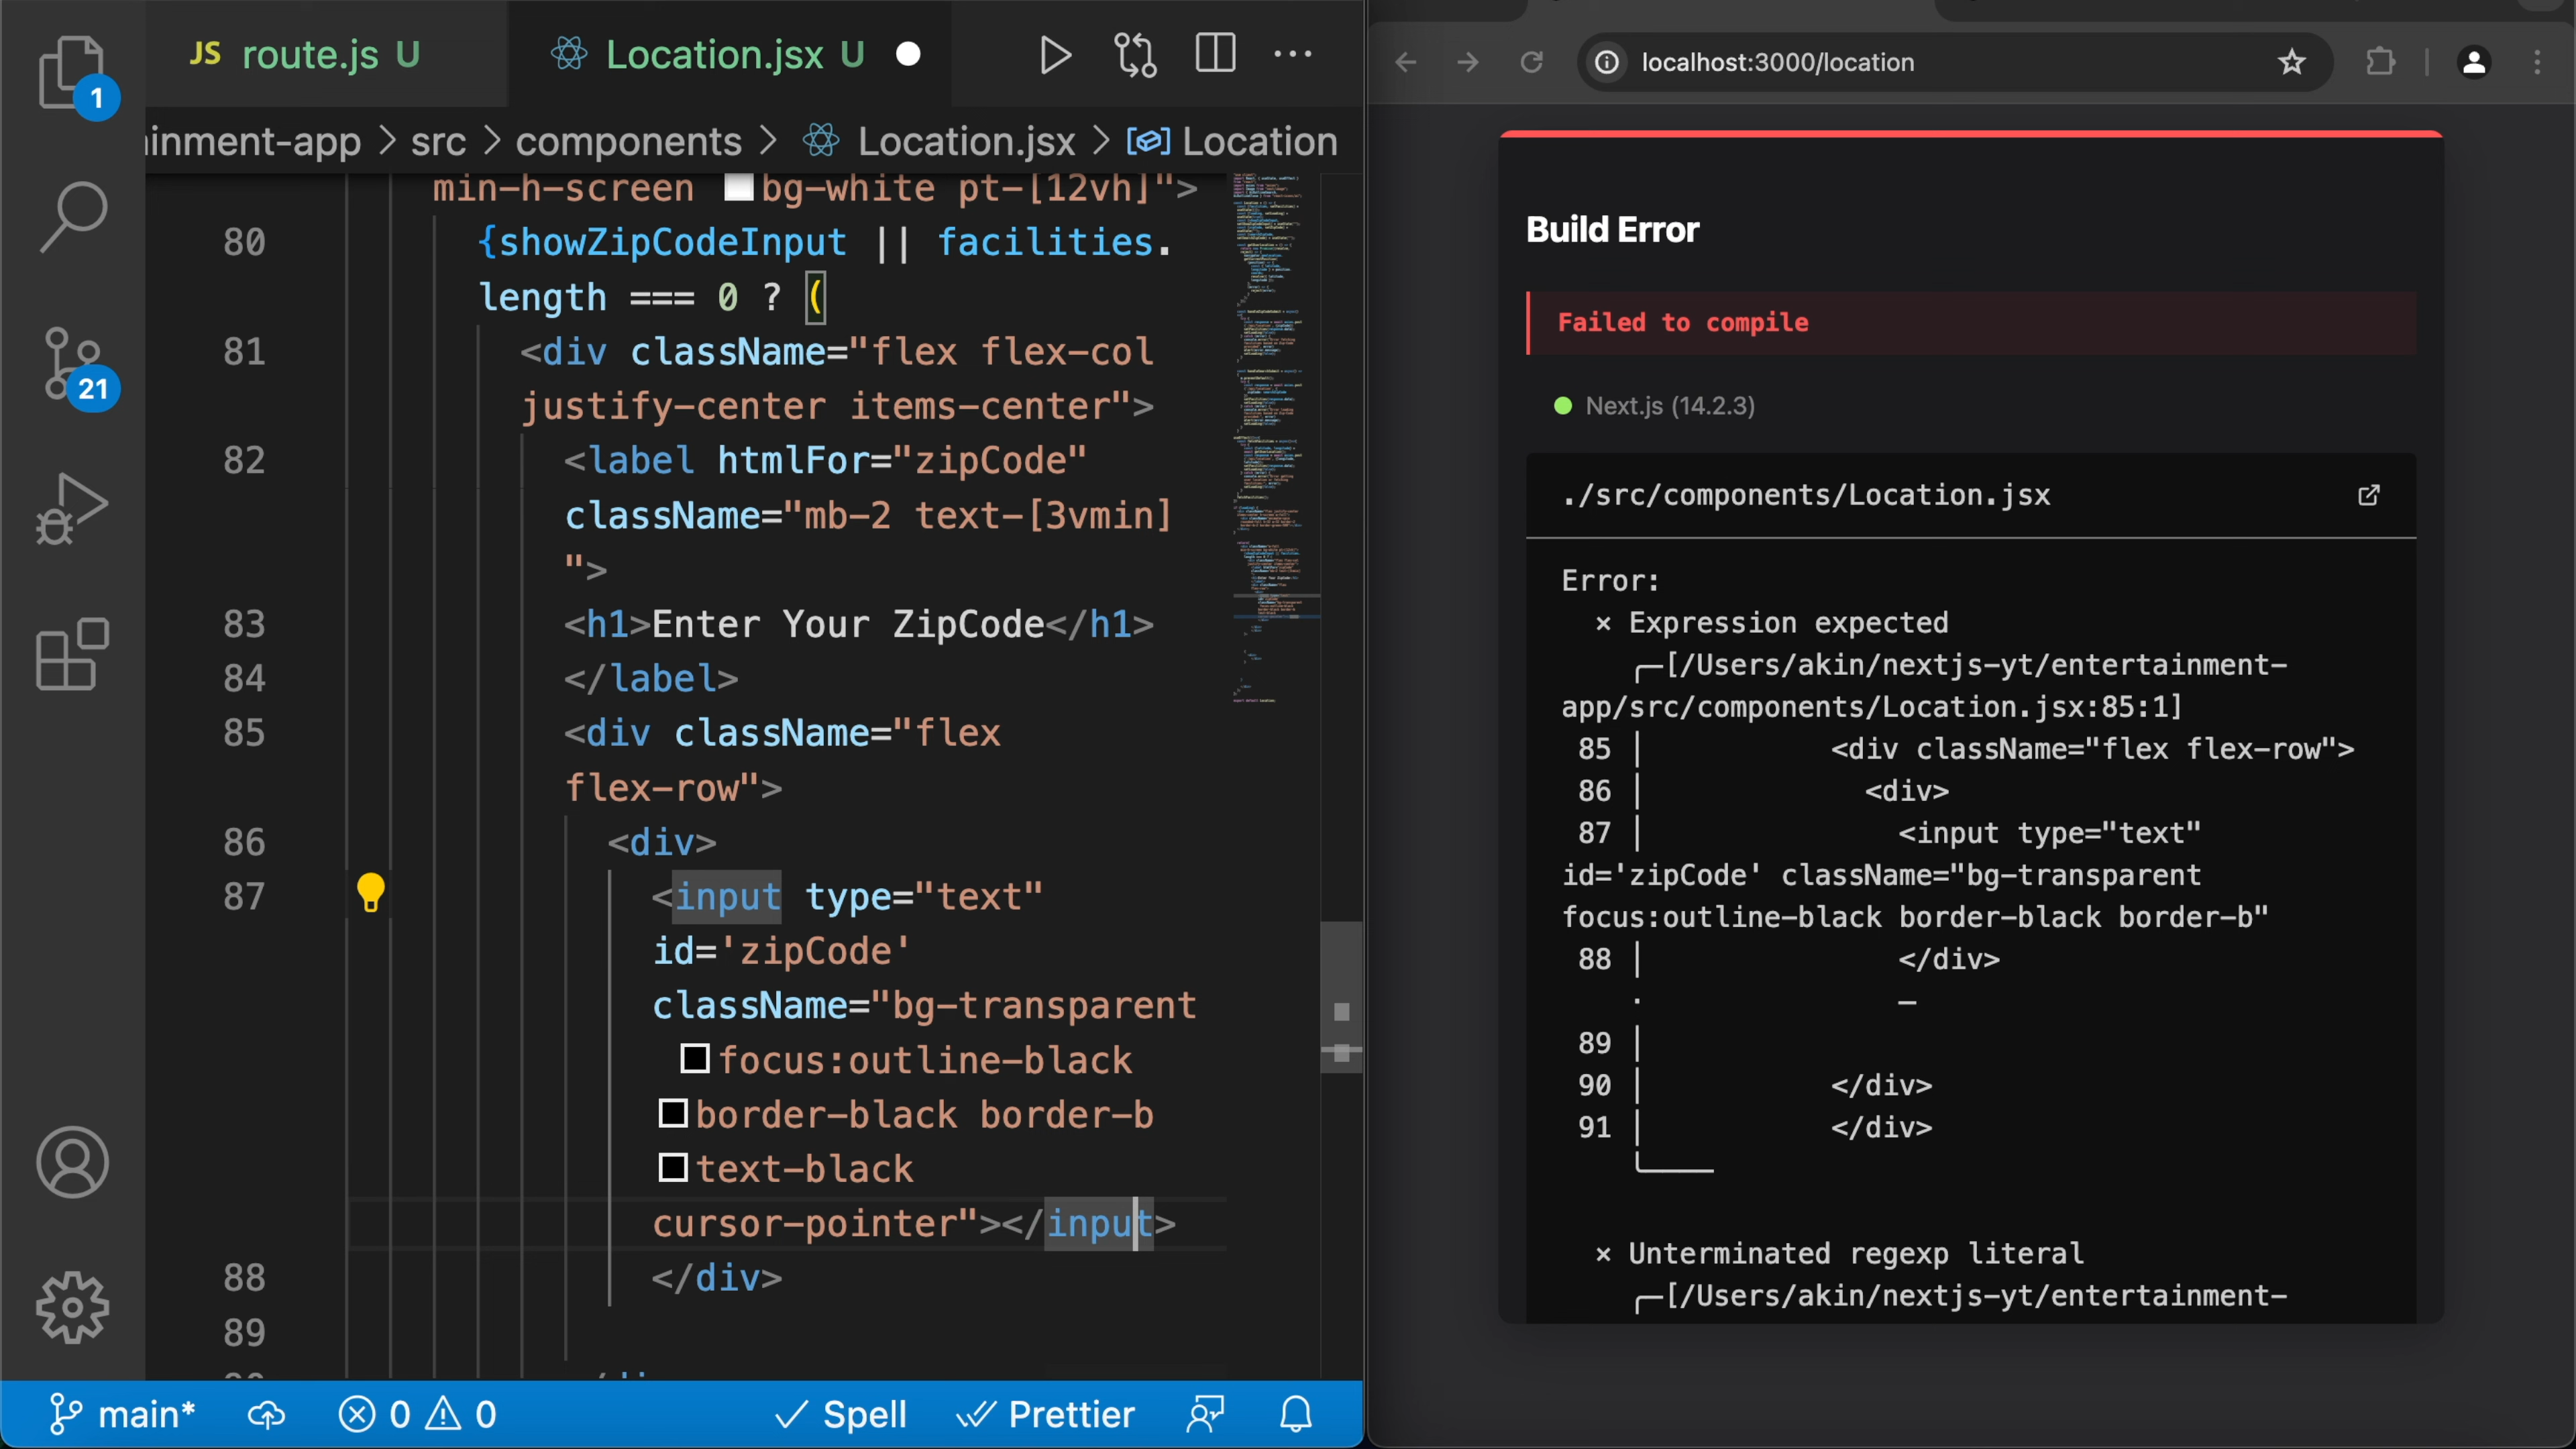 JS route.js U
Location.jsx U
1
inment-app > src > components > Location.jsx > Location
min-h-screen bg-white pt-[12vh]">
80 {showZipCodeInput || facilities.
length === 0 ? (
81 <div className="flex flex-col
justify-center items-center">
82 <label htmlFor="zipCode"
className="mb-2 text-[3vmin]
">
83 <h1>Enter Your ZipCode</h1>
84 </label>
85 <div className="flex
flex-row">
86 <div>
87 <input type="text"
id='zipCode'
className="bg-transparent
focus:outline-black
border-black border-b
text-black
cursor-pointer"></input>
88 </div>
89
21
main* 0 0 Spell Prettier
localhost:3000/location
Build Error
Failed to compile
Next.js (14.2.3)
./src/components/Location.jsx
Error:
× Expression expected
╭─[/Users/akin/nextjs-yt/entertainment-
app/src/components/Location.jsx:85:1]
85 │ <div className="flex flex-row">
86 │ <div>
87 │ <input type="text"
id='zipCode' className="bg-transparent
focus:outline-black border-black border-b"
88 │ </div>
· ─
89 │
90 │ </div>
91 │ </div>
╰────
× Unterminated regexp literal
╭─[/Users/akin/nextjs-yt/entertainment-